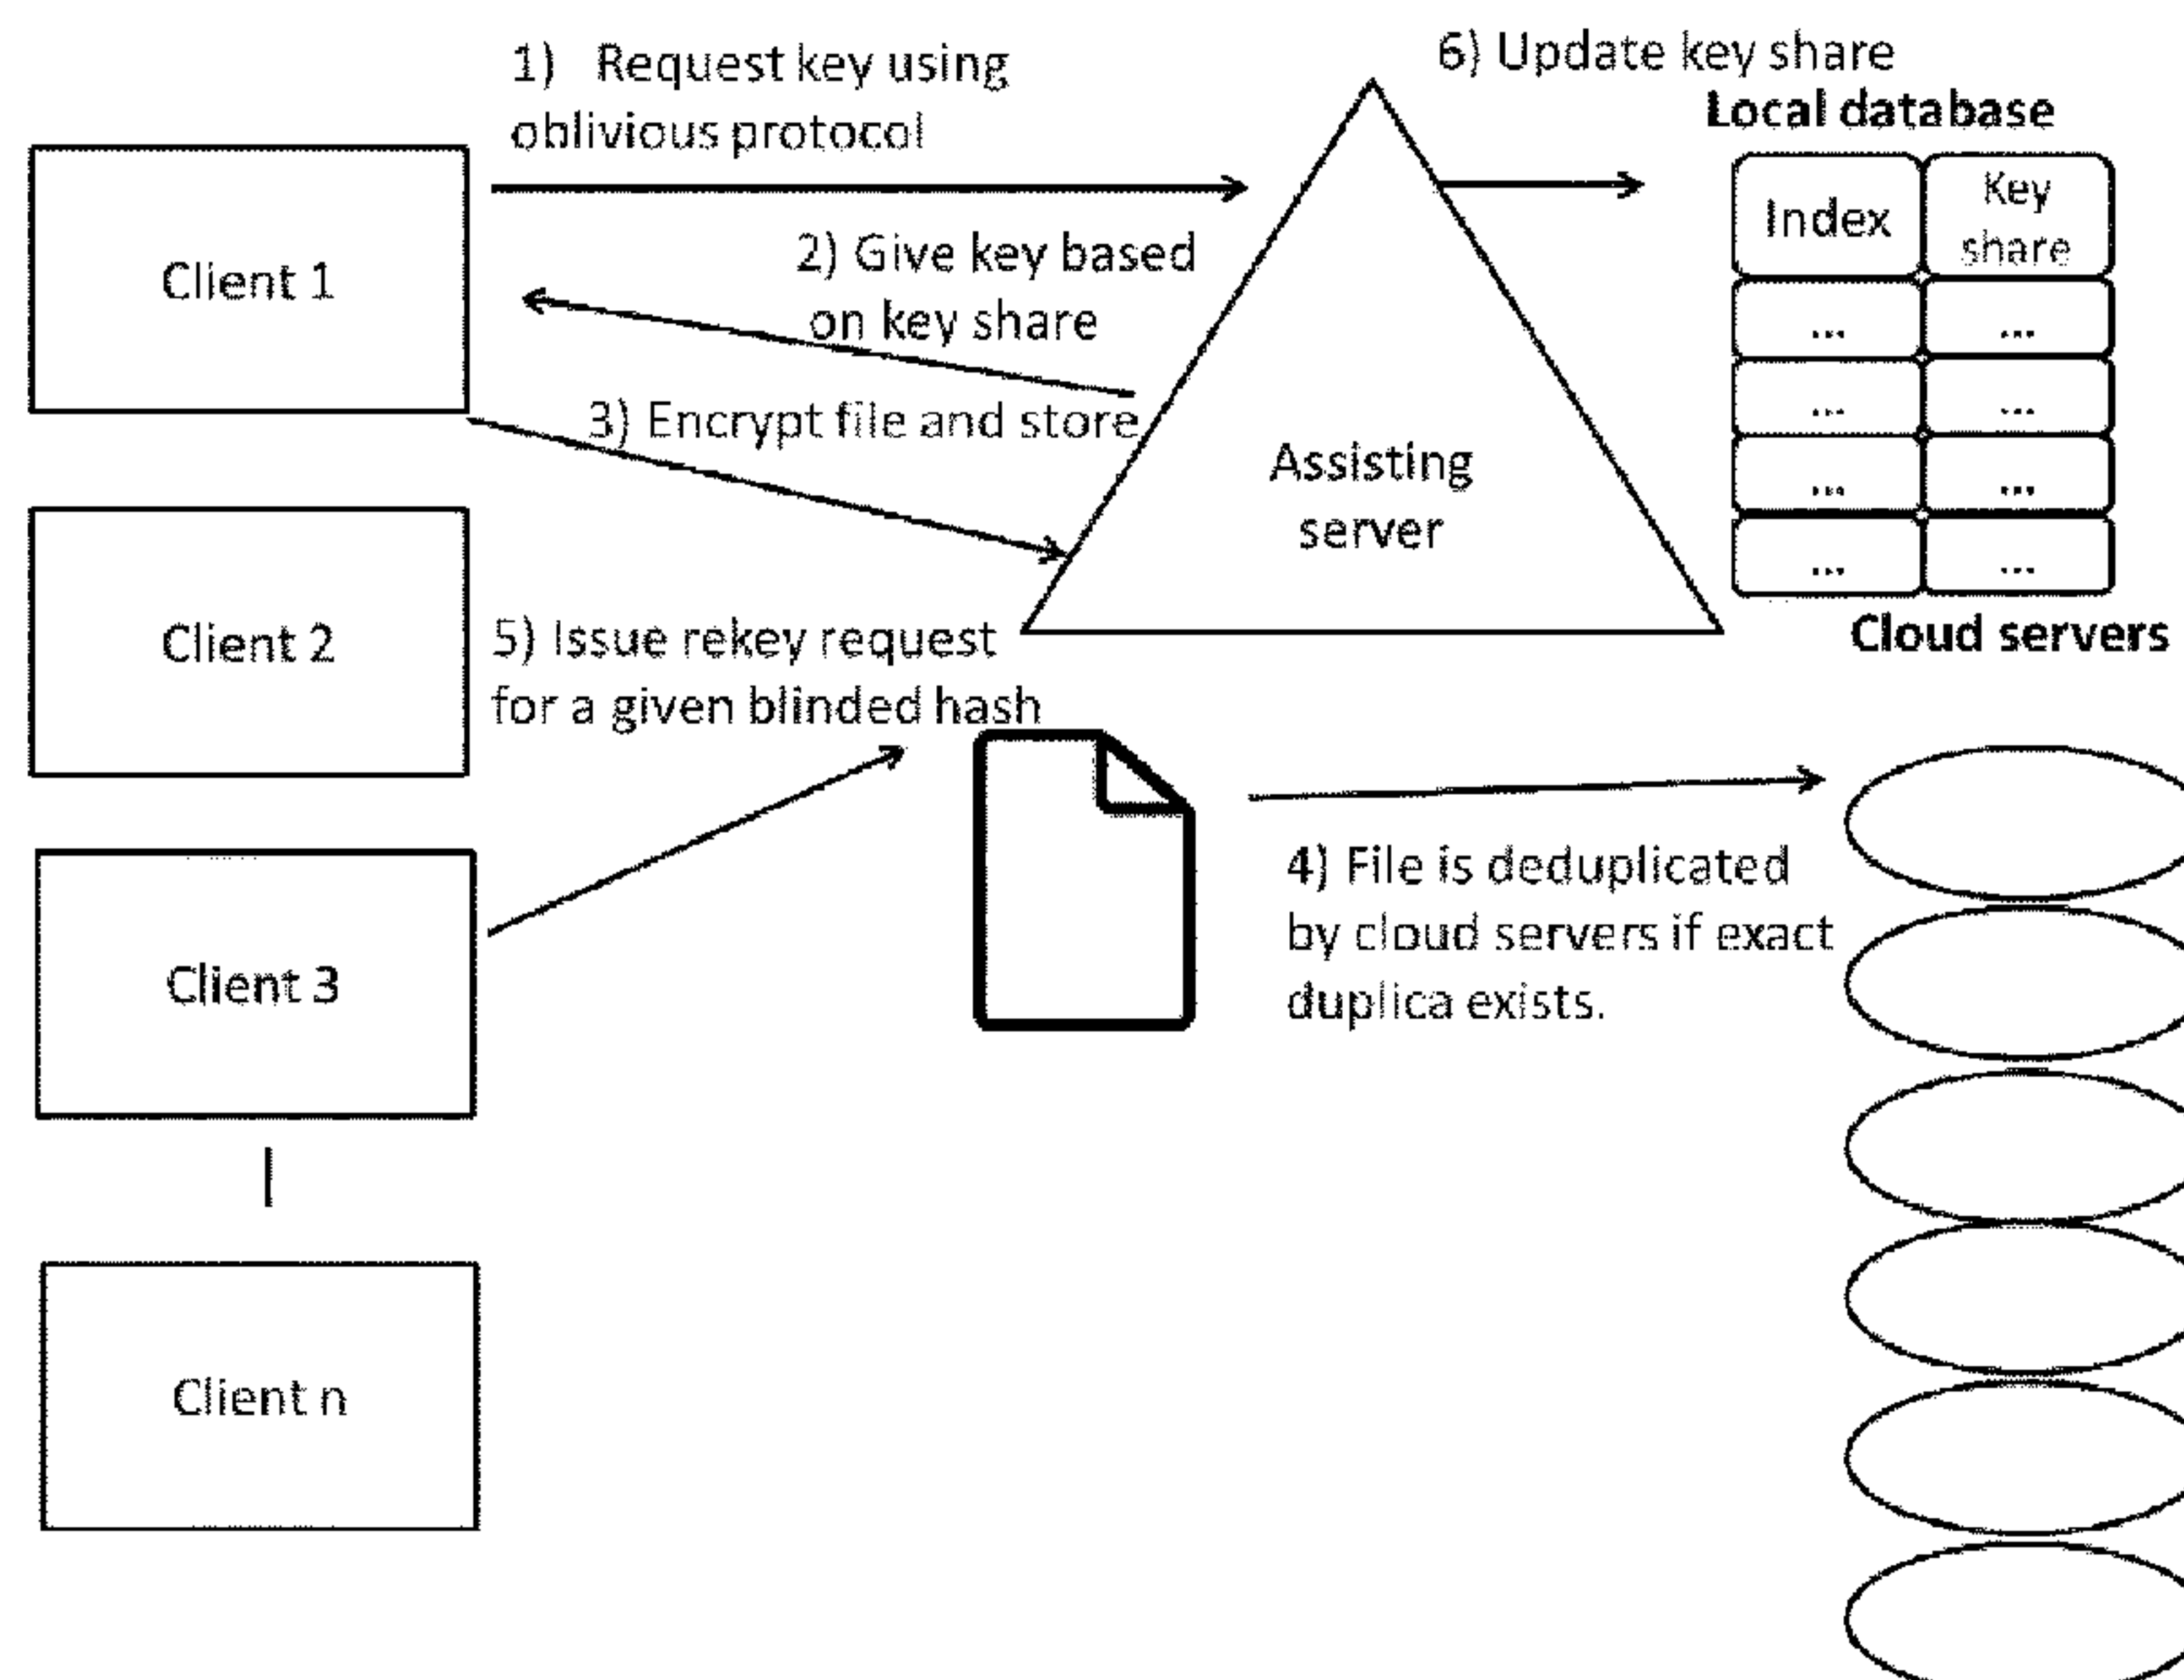 1) Request key using
oblivious protocol
6) Update key share
Local database
Index
Key
share
... ...
... ...
... ...
... ...
Client 1
2) Give key based
on key share
3) Encrypt file and store
Assisting
server
Client 2
5) Issue rekey request
for a given blinded hash
Cloud servers
4) File is deduplicated
by cloud servers if exact
duplica exists.
Client 3
Client n